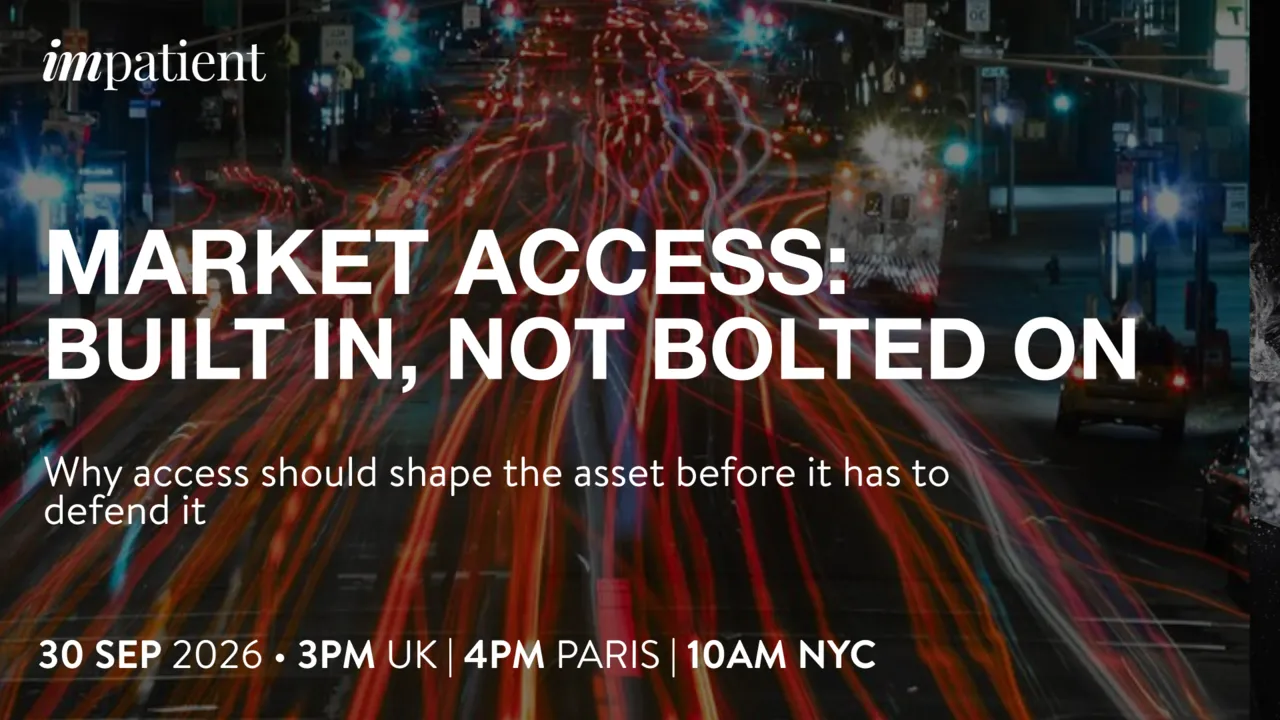 impatient
MARKET ACCESS:
BUILT IN, NOT BOLTED ON
Why access should shape the asset before it has to
defend it
30 SEP 2026 • 3PM UK | 4PM PARIS | 10AM NYC